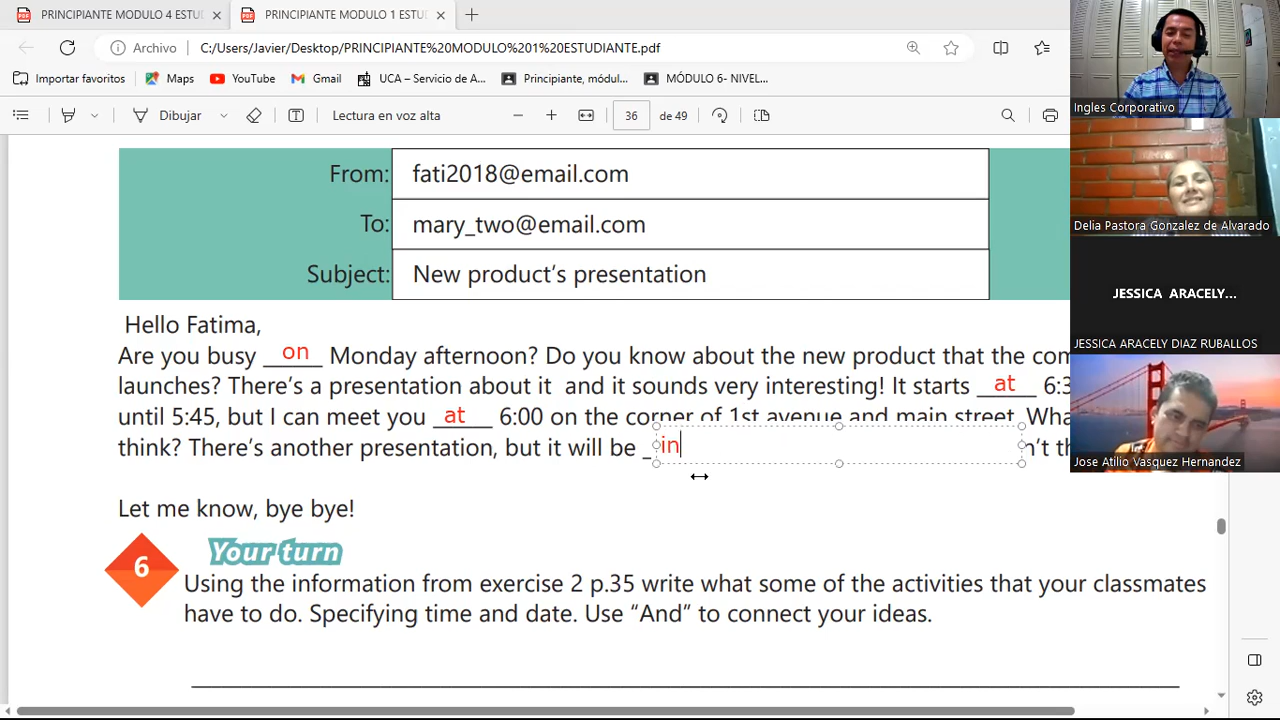 PRINCIPIANTE MODULO 4 ESTU
PRINCIPIANTE MODULO 1 ESTU
Archivo
C:/Users/Javier/Desktop/PRINCIPIANTE%20MODULO%201%20ESTUDIANTE.pdf
Importar favoritos
Maps
YouTube
Gmail
UCA – Servicio de A...
Principiante, módul...
MÓDULO 6- NIVEL...
Dibujar
Lectura en voz alta
36
de 49
From: fati2018@email.com
To: mary_two@email.com
Subject: New product’s presentation
Hello Fatima,
Are you busy on Monday afternoon? Do you know about the new product that the com
launches? There’s a presentation about it and it sounds very interesting! It starts at 6:3
until 5:45, but I can meet you at 6:00 on the corner of 1st avenue and main street. Wha
think? There’s another presentation, but it will be _in n’t th
Let me know, bye bye!
6
Your turn
Using the information from exercise 2 p.35 write what some of the activities that your classmates
have to do. Specifying time and date. Use “And” to connect your ideas.
Ingles Corporativo
Delia Pastora Gonzalez de Alvarado
JESSICA ARACELY...
JESSICA ARACELY DIAZ RUBALLOS
Jose Atilio Vasquez Hernandez